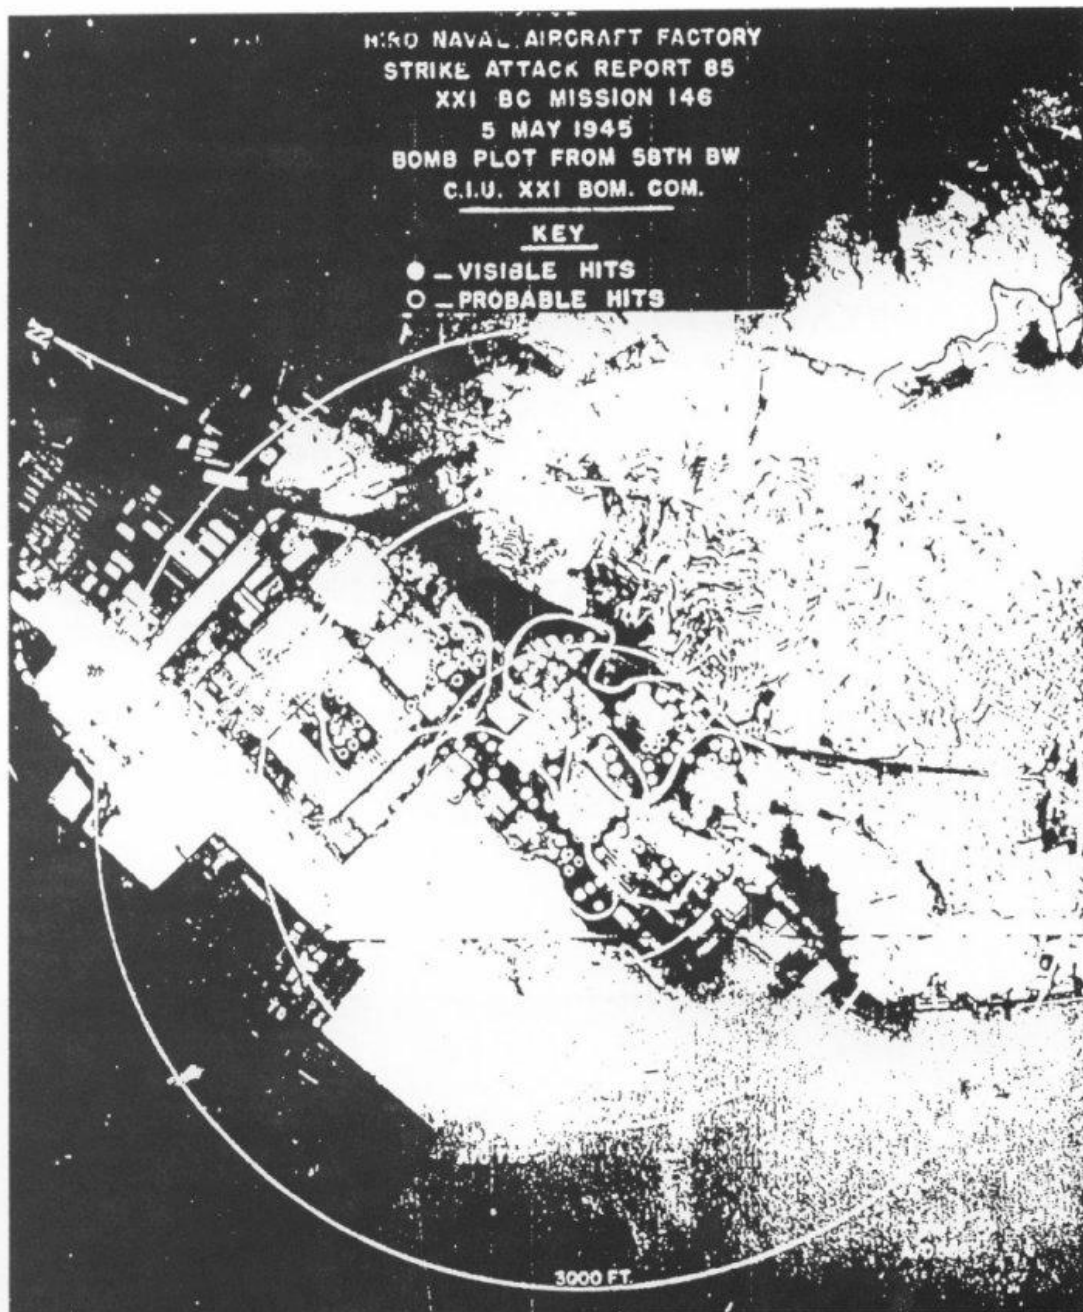 HIRO NAVAL AIRCRAFT FACTORY
STRIKE ATTACK REPORT 85
XXI BC MISSION 146
5 MAY 1945
BOMB PLOT FROM 58TH BW
C.I.U. XXI BOM. COM.
KEY
– VISIBLE HITS
– PROBABLE HITS
3000 FT.